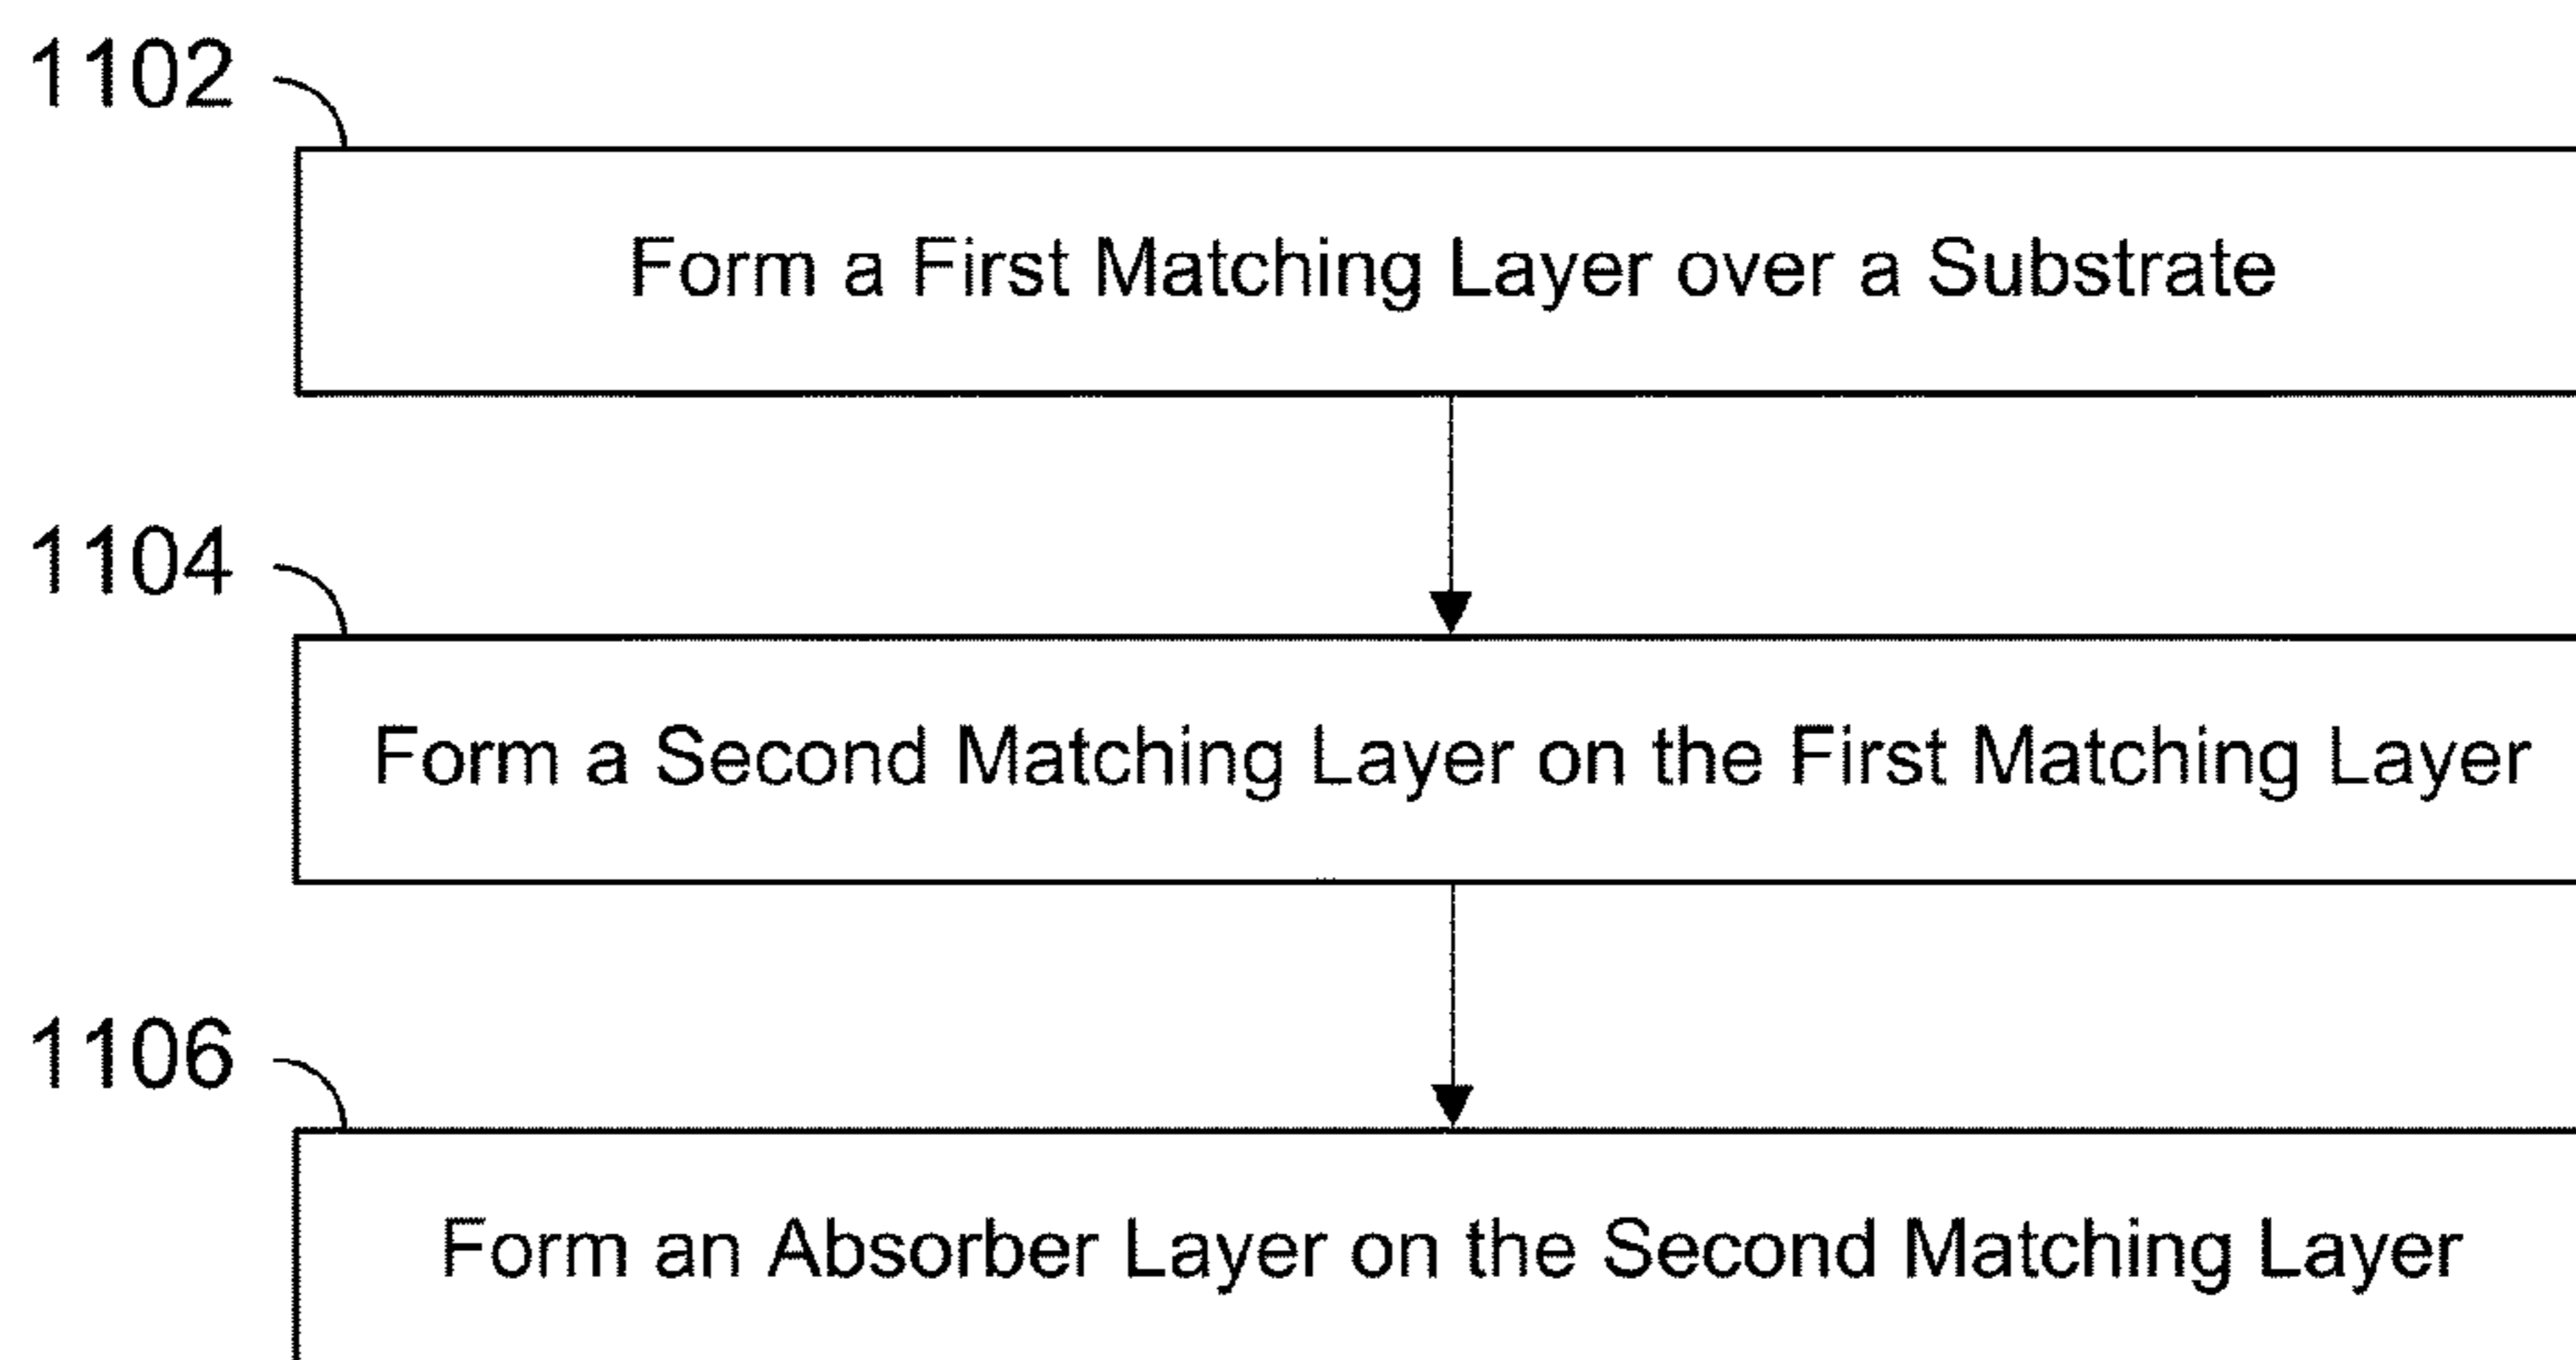 1102
Form a First Matching Layer over a Substrate
1104
Form a Second Matching Layer on the First Matching Layer
1106
Form an Absorber Layer on the Second Matching Layer